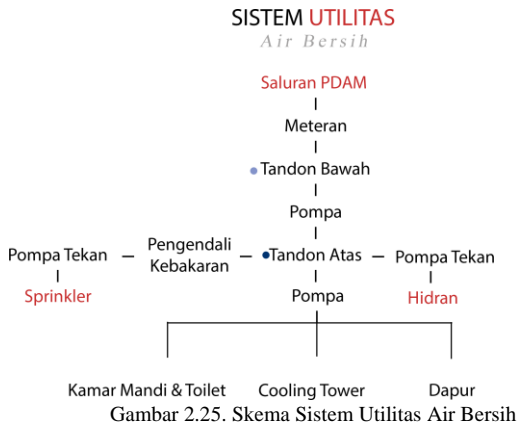 SISTEM UTILITAS
Air Bersih
Saluran PDAM
Meteran
Tandon Bawah
Pompa
Pompa Tekan
Pengendali
Kebakaran
Tandon Atas
Pompa Tekan
Sprinkler
Pompa
Hidran
Kamar Mandi & Toilet
Cooling Tower
Dapur
Gambar 2.25. Skema Sistem Utilitas Air Bersih